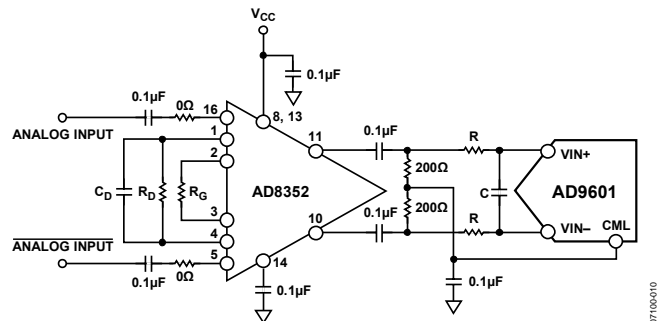 VCC
0.1µF
0.1µF
0Ω
16
8, 13
ANALOG INPUT
1
2
11
0.1µF
R
VIN+
200Ω
CD
RD
RG
AD8352
C
AD9601
3
0.1µF
200Ω
4
10
R
VIN–
CML
ANALOG INPUT
5
14
0.1µF
0Ω
0.1µF
0.1µF
07100-010